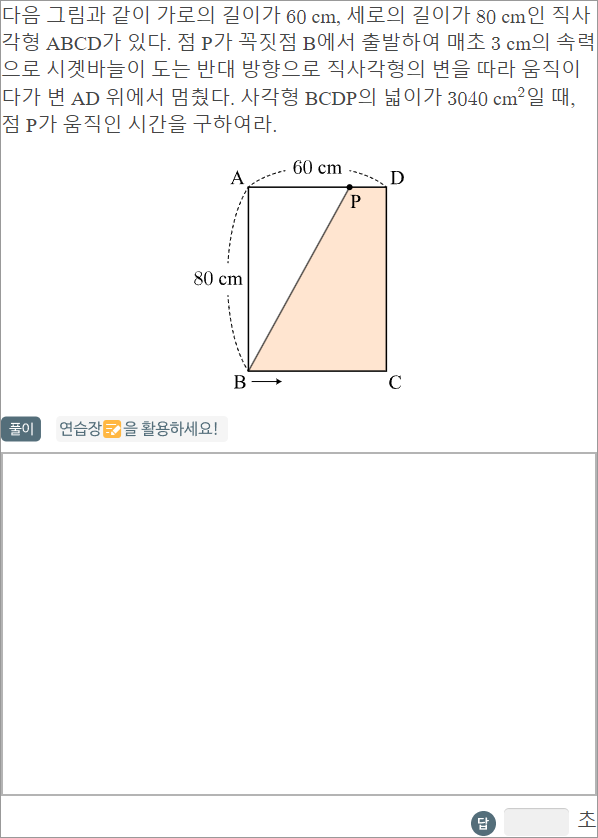 다음 그림과 같이 가로의 길이가 60 cm, 세로의 길이가 80 cm인 직사
각형 ABCD가 있다. 점 P가 꼭짓점 B에서 출발하여 매초 3 cm의 속력
으로 시곗바늘이 도는 반대 방향으로 직사각형의 변을 따라 움직이
다가 변 AD 위에서 멈췄다. 사각형 BCDP의 넓이가 3040 cm²일 때,
점 P가 움직인 시간을 구하여라.
60 cm
A
D
P
80 cm
B
C
풀이 연습장을 활용하세요!
답 초